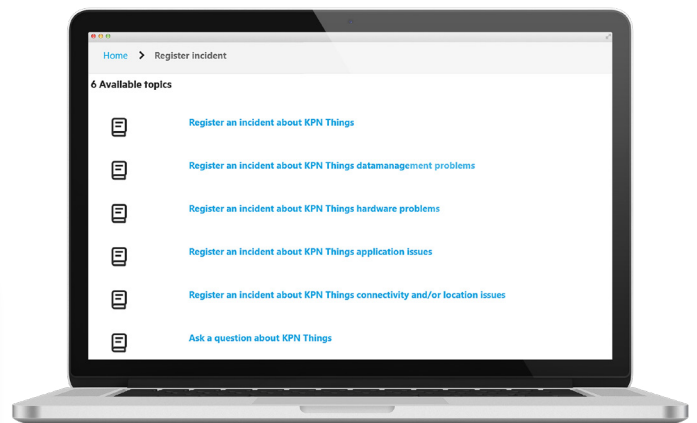 Home > Register incident
6 Available topics
Register an incident about KPN Things
Register an incident about KPN Things datamanagement problems
Register an incident about KPN Things hardware problems
Register an incident about KPN Things application issues
Register an incident about KPN Things connectivity and/or location issues
Ask a question about KPN Things